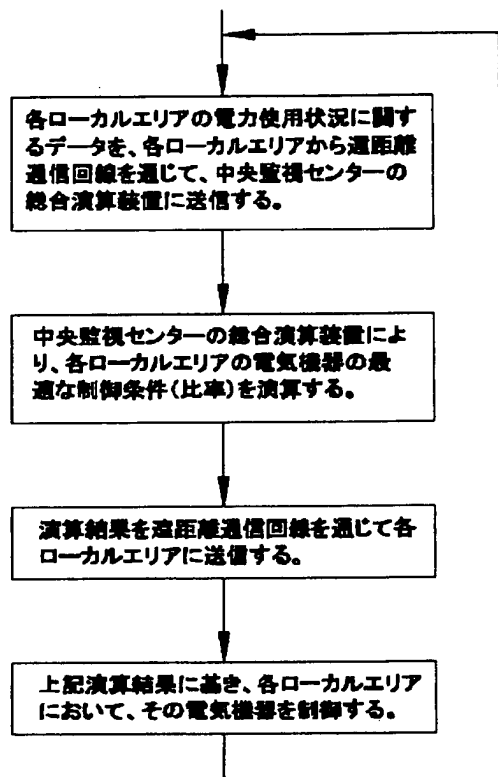 各ローカルエリアの電力使用状況に関す
るデータを、各ローカルエリアから遠距離
通信回線を通じて、中央監視センターの
総合演算装置に送信する。
中央監視センターの総合演算装置によ
り、各ローカルエリアの電気機器の最
適な制御条件(比率)を演算する。
演算結果を遠距離通信回線を通じて各
ローカルエリアに送信する。
上記演算結果に基き、各ローカルエリア
において、その電気機器を制御する。